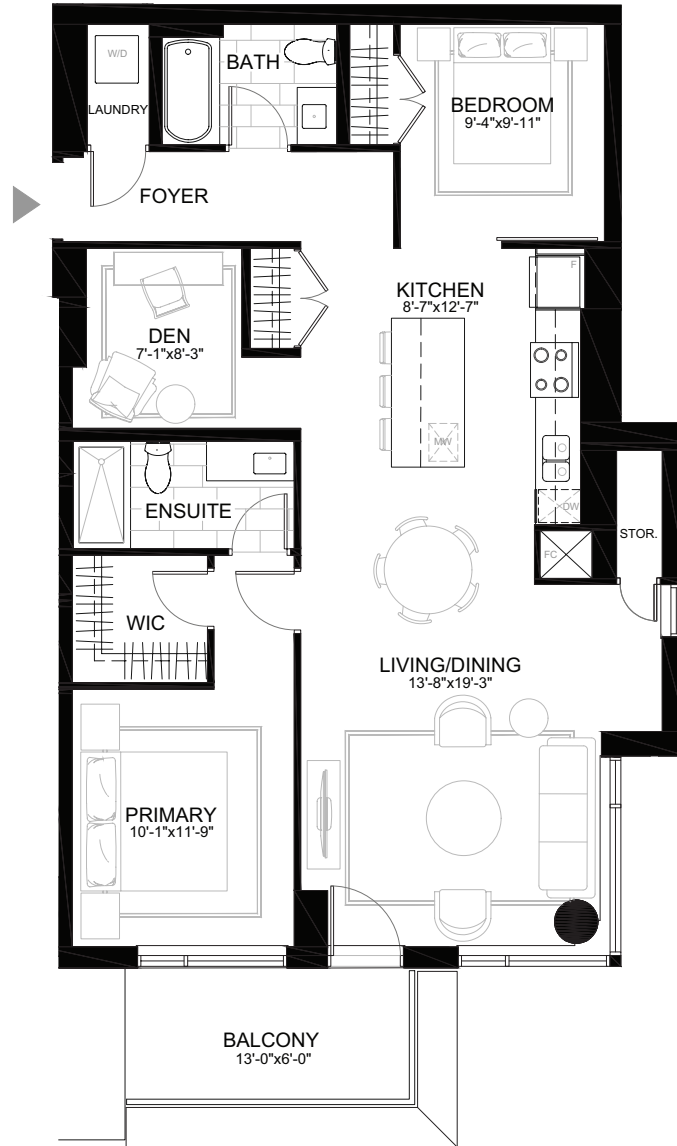 W/D
BATH
LAUNDRY
BEDROOM
9'-4"x9'-11"
FOYER
F
KITCHEN
8'-7"x12'-7"
DEN
7'-1"x8'-3"
MW
ENSUITE
DW
STOR.
FC
WIC
LIVING/DINING
13'-8"x19'-3"
PRIMARY
10'-1"x11'-9"
BALCONY
13'-0"x6'-0"